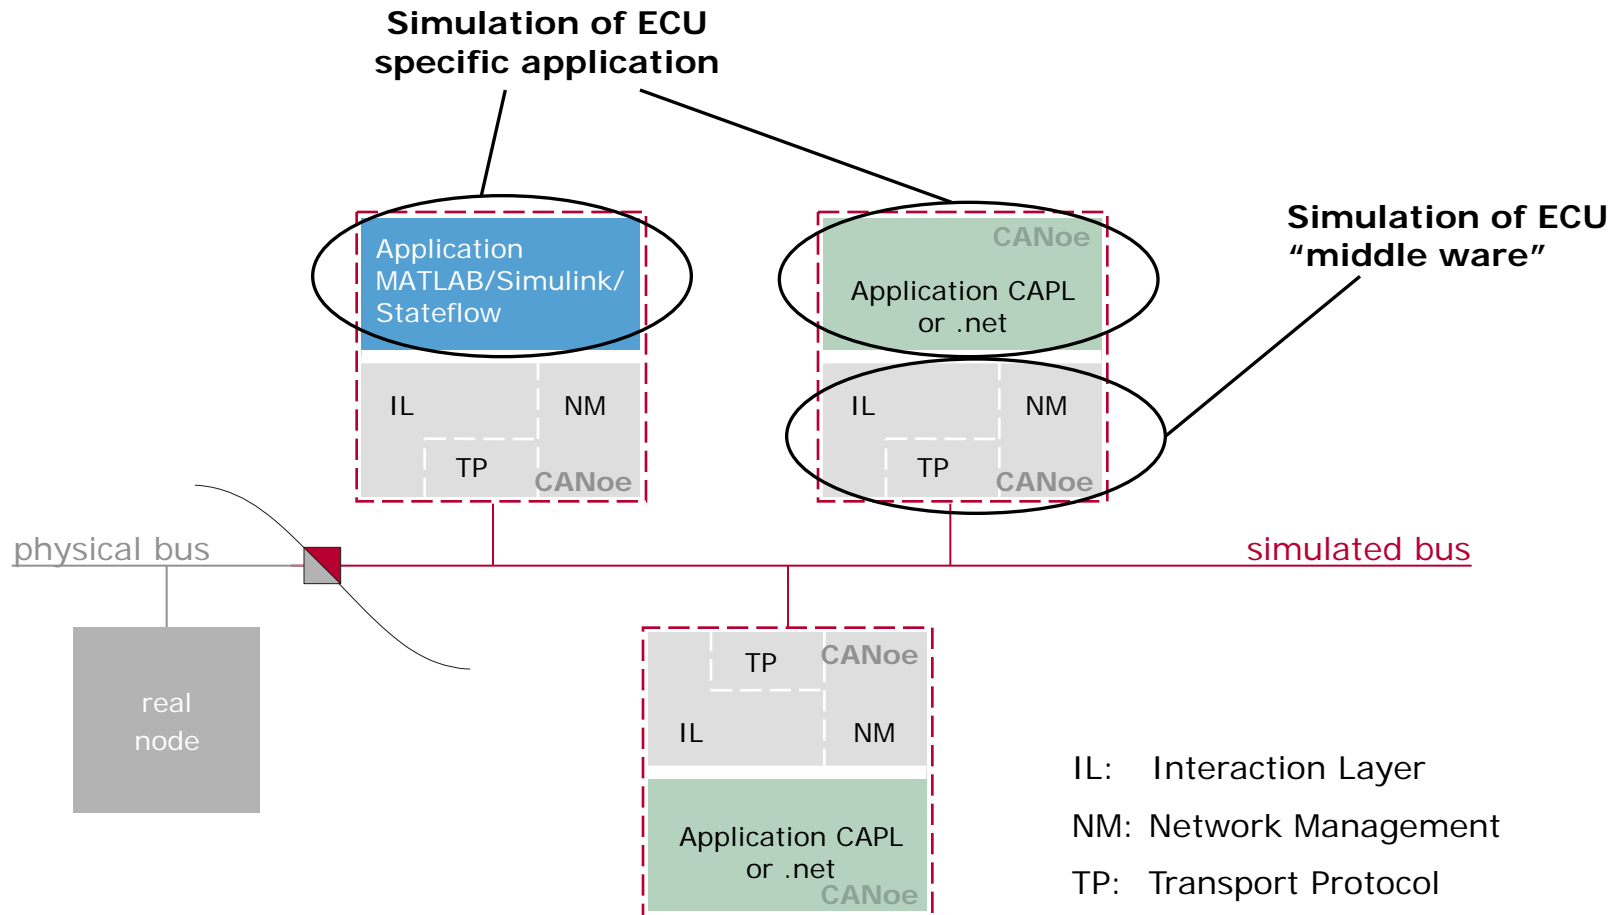 Simulation of ECU
specific application
Simulation of ECU
“middle ware”
Application
MATLAB/Simulink/
Stateflow
IL
NM
TP
CANoe
CANoe
Application CAPL
or .net
IL
NM
TP
CANoe
physical bus
simulated bus
real
node
TP
CANoe
IL
NM
Application CAPL
or .net
CANoe
IL: Interaction Layer
NM: Network Management
TP: Transport Protocol